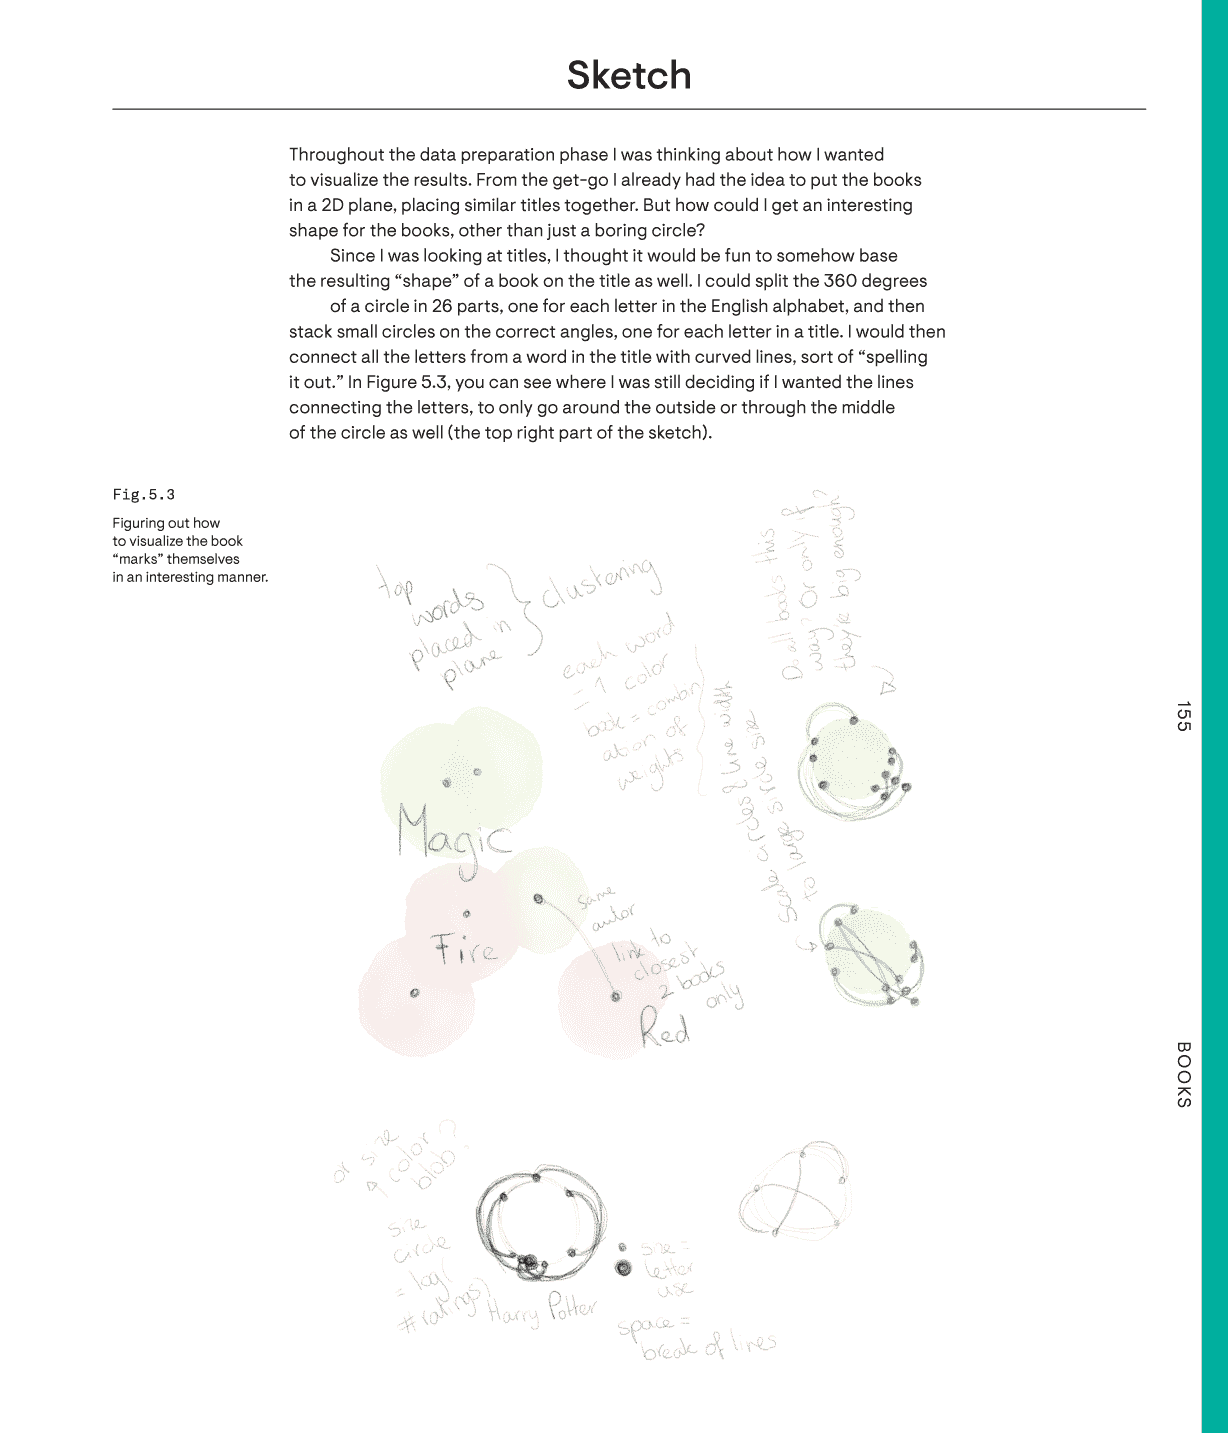 Sketch
Throughout the data preparation phase I was thinking about how I wanted
to visualize the results. From the get-go I already had the idea to put the books
in a 2D plane, placing similar titles together. But how could I get an interesting
shape for the books, other than just a boring circle?
Since I was looking at titles, I thought it would be fun to somehow base
the resulting “shape” of a book on the title as well. I could split the 360 degrees
of a circle in 26 parts, one for each letter in the English alphabet, and then
stack small circles on the correct angles, one for each letter in a title. I would then
connect all the letters from a word in the title with curved lines, sort of “spelling
it out.” In Figure 5.3, you can see where I was still deciding if I wanted the lines
connecting the letters, to only go around the outside or through the middle
of the circle as well (the top right part of the sketch).
Fig.5.3
Figuring out how
to visualize the book
“marks” themselves
in an interesting manner.
top
words
placed in
plane
clustering
each word
= 1 color
book = combin
ation of
weights
Do all books this
way? Or only if
they're big enough?
Scale circles & line width
to large circle size
Magic
Fire
same
autor
link to
closest
2 books
only
Red
or size
color
blob?
size
circle
= log(
# ratings)
Harry Potter
size =
letter
use
space =
break of lines
155
BOOKS